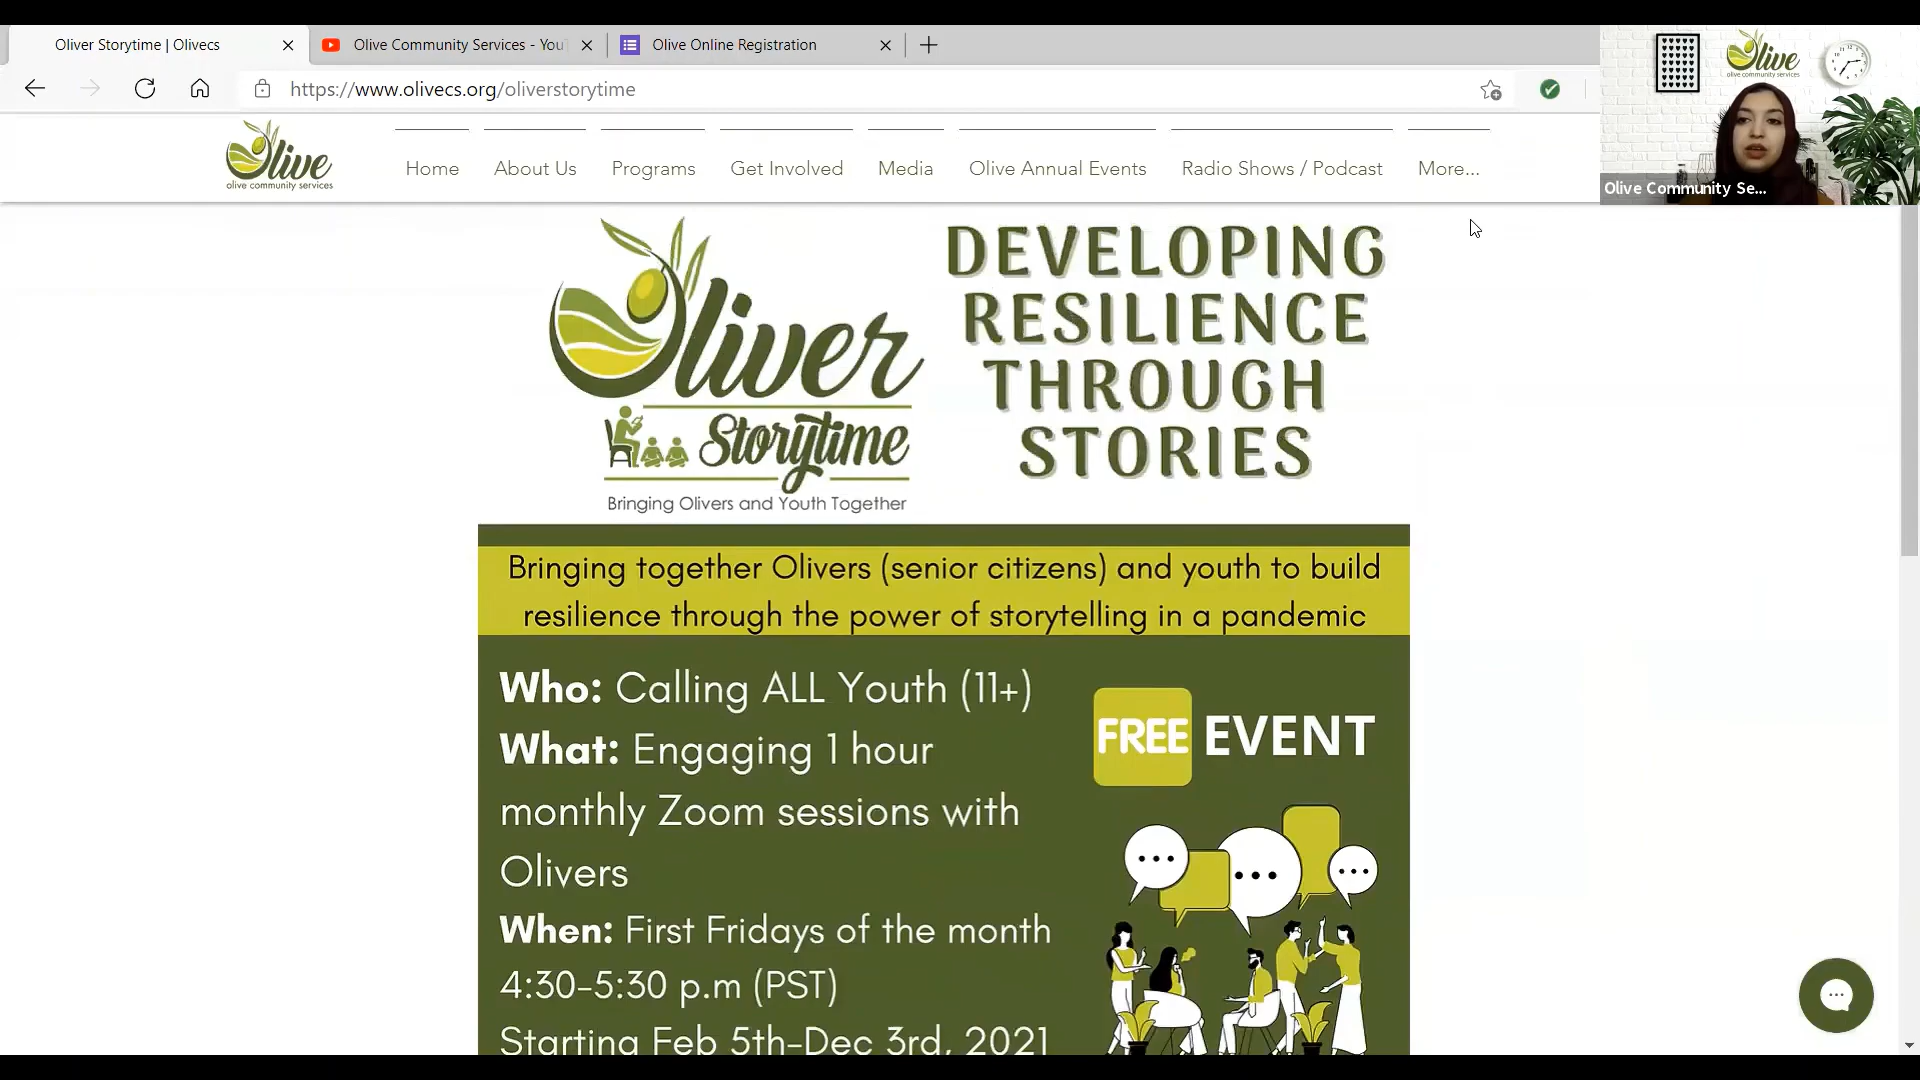 Oliver Storytime | Olivecs
Olive Community Services - You
Olive Online Registration
https://www.olivecs.org/oliverstorytime
Olive
olive community services
Home
About Us
Programs
Get Involved
Media
Olive Annual Events
Radio Shows / Podcast
More...
Olive
olive community services
Olive Community Se...
Oliver
Storytime
Bringing Olivers and Youth Together
DEVELOPING
RESILIENCE
THROUGH
STORIES
Bringing together Olivers (senior citizens) and youth to build
resilience through the power of storytelling in a pandemic
Who: Calling ALL Youth (11+)
What: Engaging 1 hour
monthly Zoom sessions with
Olivers
When: First Fridays of the month
4:30-5:30 p.m (PST)
Starting Feb 5th-Dec 3rd, 2021
FREE EVENT